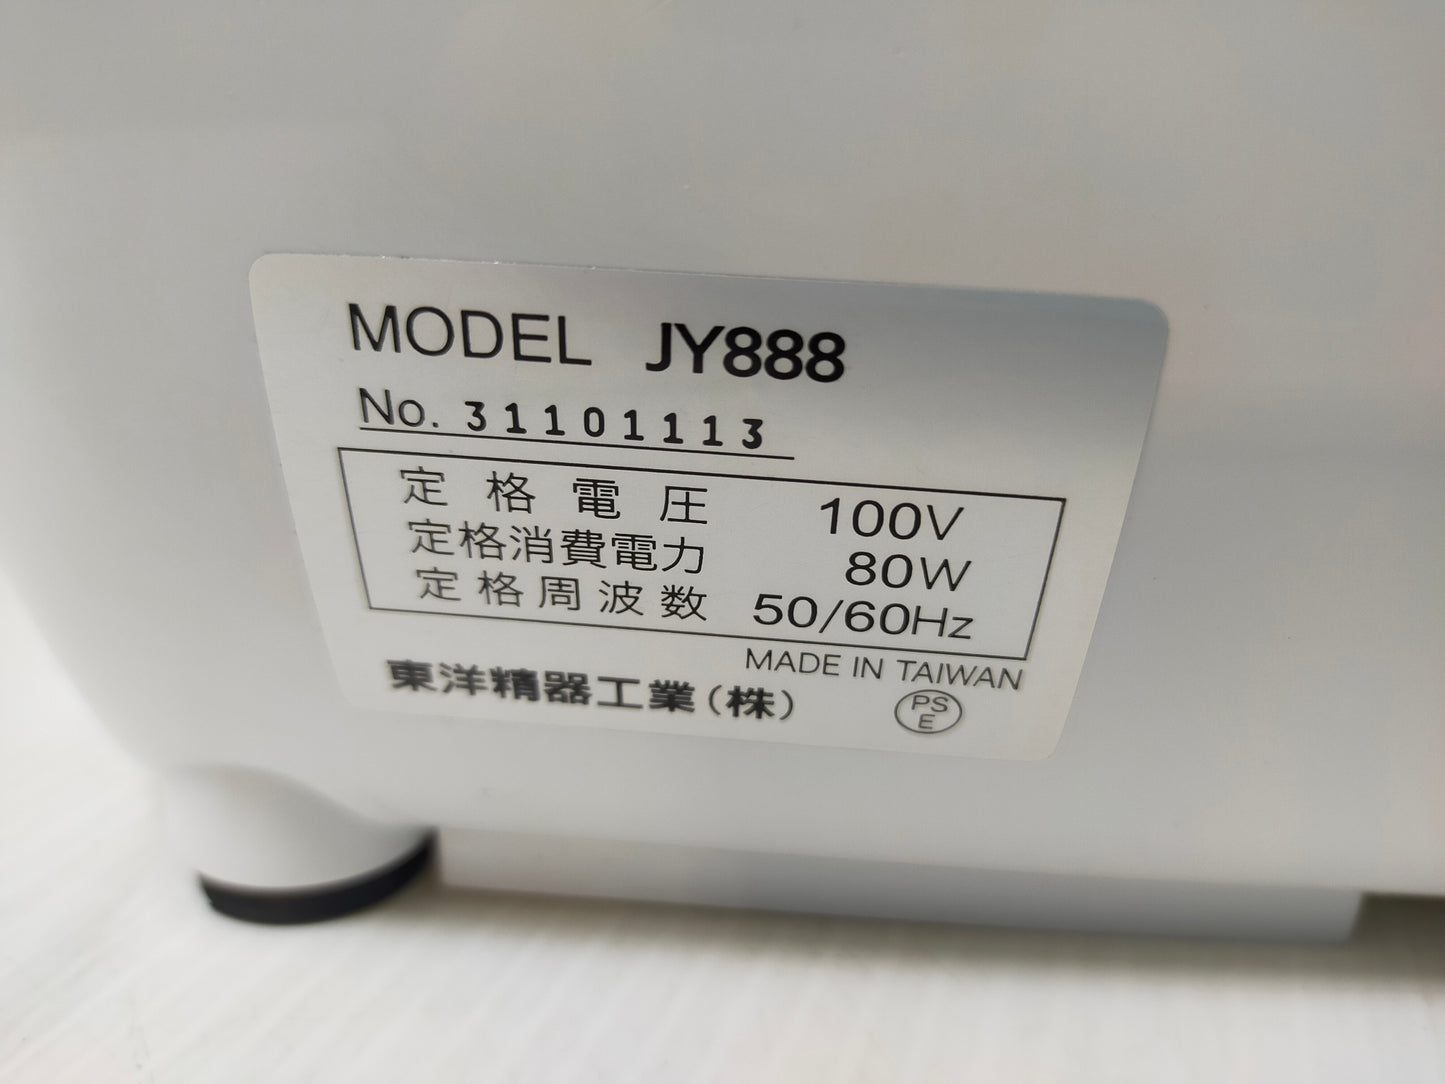 MODEL JY888
No. 31101113
定格電圧 100V
定格消費電力 80W
定格周波数 50/60Hz
MADE IN TAIWAN
東洋精器工業(株)
PS
E